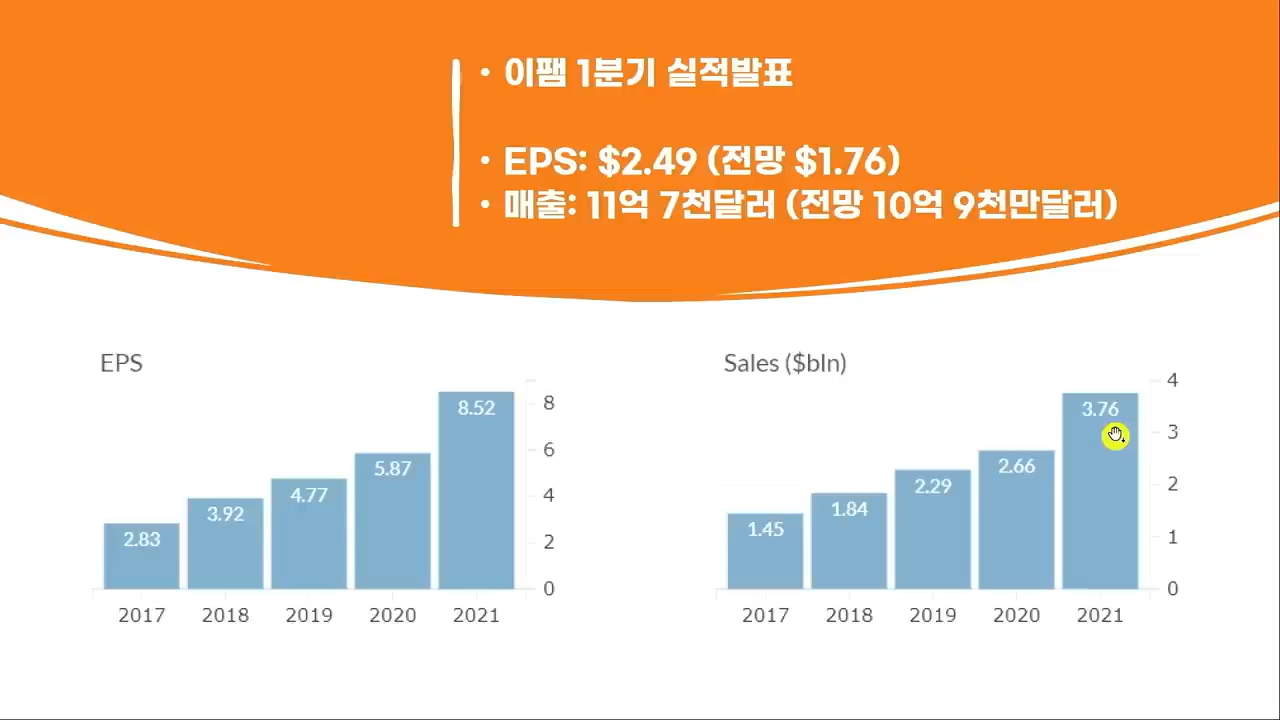 • 이팸 1분기 실적발표
• EPS: $2.49 (전망 $1.76)
• 매출: 11억 7천달러 (전망 10억 9천만달러)
EPS
8
6
4
2
0
2.83
3.92
4.77
5.87
8.52
2017 2018 2019 2020 2021
Sales ($bln)
4
3
2
1
0
1.45
1.84
2.29
2.66
3.76
2017 2018 2019 2020 2021